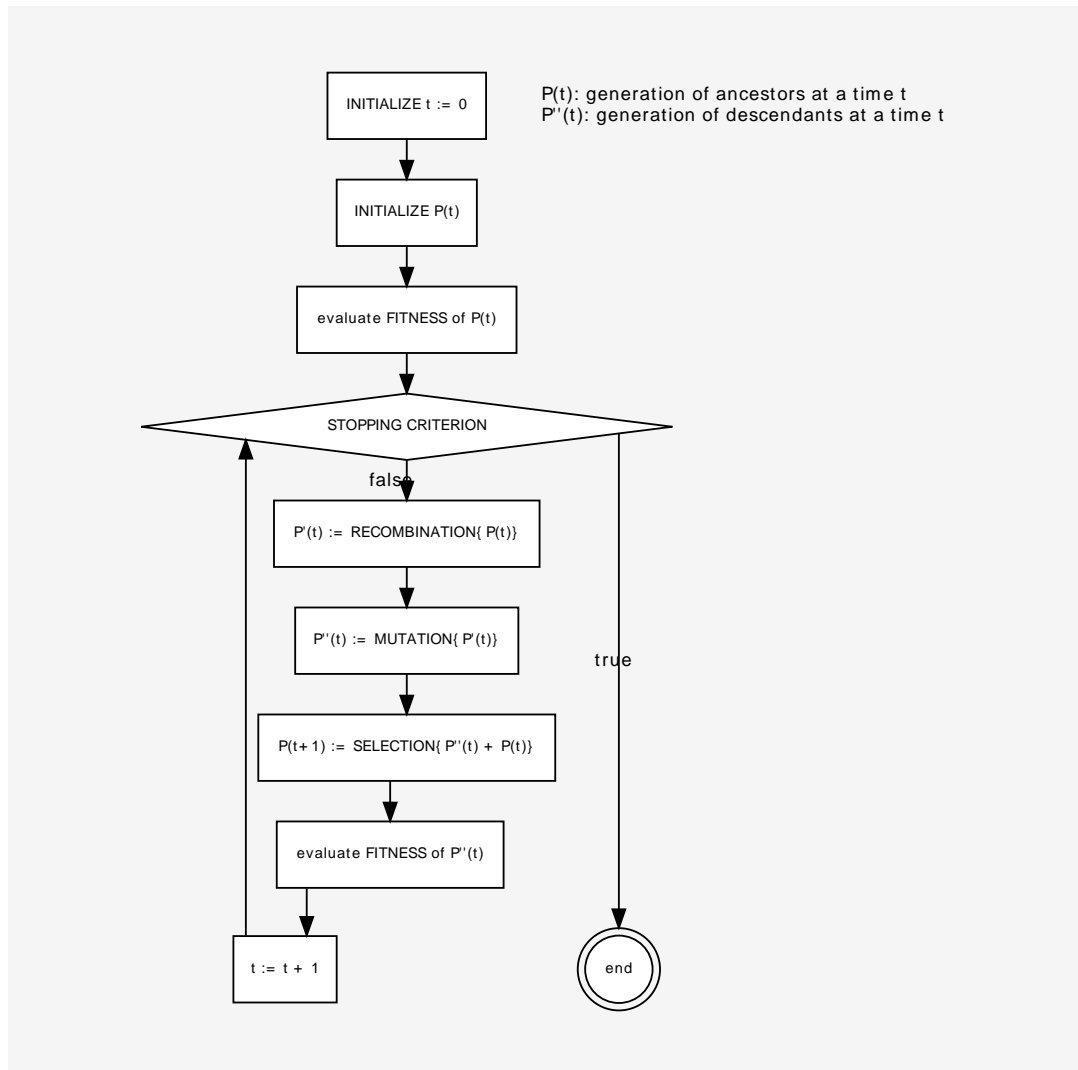 INITIALIZE t := 0
P(t): generation of ancestors at a time t
P''(t): generation of descendants at a time t
INITIALIZE P(t)
evaluate FITNESS of P(t)
STOPPING CRITERION
false
P'(t) := RECOMBINATION{ P(t)}
P''(t) := MUTATION{ P'(t)}
true
P(t+1) := SELECTION{ P''(t) + P(t)}
evaluate FITNESS of P''(t)
t := t + 1
end